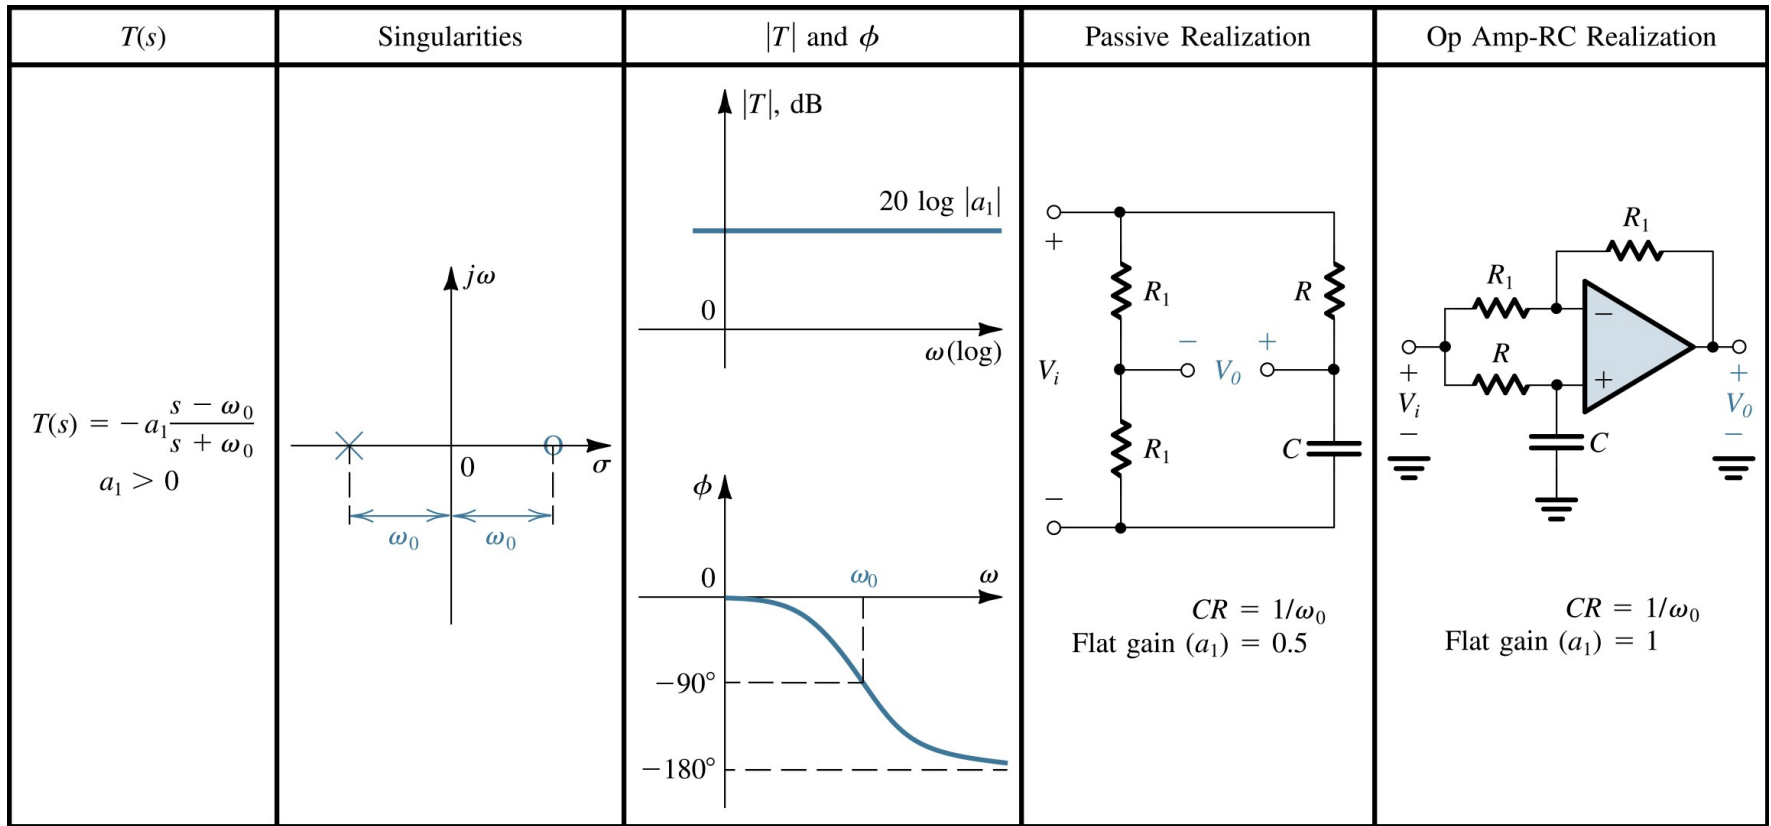 T(s)
Singularities
|T| and ϕ
Passive Realization
Op Amp-RC Realization
T(s) = −a₁ (s − ω₀)/(s + ω₀)
a₁ > 0
jω
0
σ
ω₀ ω₀
|T|, dB
20 log |a₁|
0
ω(log)
ϕ
0
ω₀
ω
−90°
−180°
+
R₁
R
Vᵢ
−
V₀
+
R₁
C
−
CR = 1/ω₀
Flat gain (a₁) = 0.5
R₁
R₁
−
R
+
+
Vᵢ
−
C
+
V₀
−
CR = 1/ω₀
Flat gain (a₁) = 1